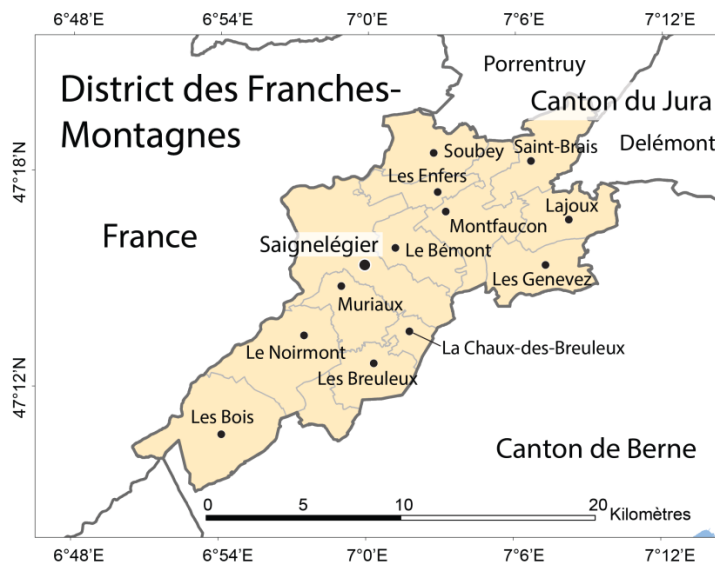 6°48'E
6°54'E
7°0'E
7°6'E
7°12'E
District des Franches-
Montagnes
Porrentruy
Canton du Jura
Delémont
Soubey
Saint-Brais
47°18'N
Les Enfers
Lajoux
Montfaucon
France
Saignelégier
Le Bémont
Les Genevez
Muriaux
Le Noirmont
La Chaux-des-Breuleux
Les Breuleux
47°12'N
Les Bois
Canton de Berne
0
5
10
20
Kilomètres
6°48'E
6°54'E
7°0'E
7°6'E
7°12'E